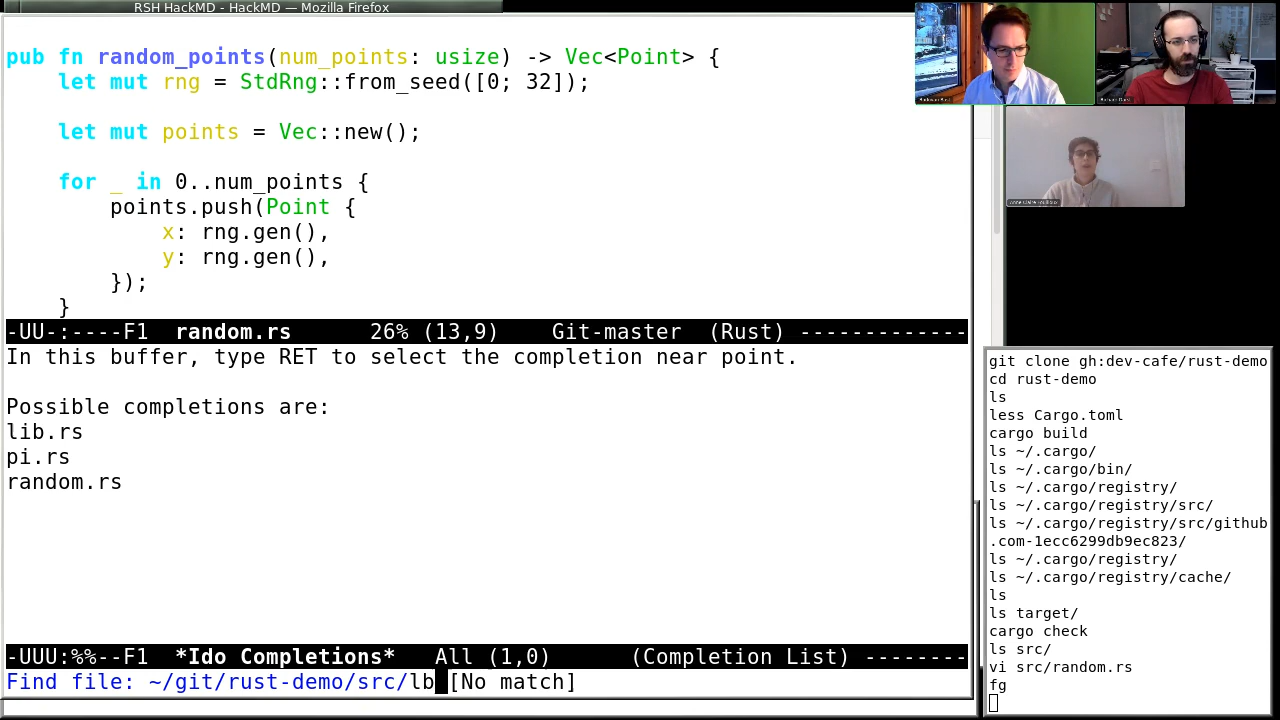 RSH HackMD - HackMD — Mozilla Firefox
pub fn random_points(num_points: usize) -> Vec<Point> {
    let mut rng = StdRng::from_seed([0; 32]);
    let mut points = Vec::new();
    for _ in 0..num_points {
        points.push(Point {
            x: rng.gen(),
            y: rng.gen(),
        });
    }
-UU-:----F1  random.rs      26% (13,9)    Git-master  (Rust) -------------
In this buffer, type RET to select the completion near point.
Possible completions are:
lib.rs
pi.rs
random.rs
-UUU:%%--F1  *Ido Completions*   All (1,0)      (Completion List) --------
Find file: ~/git/rust-demo/src/lb [No match]
git clone gh:dev-cafe/rust-demo
cd rust-demo
ls
less Cargo.toml
cargo build
ls ~/.cargo/
ls ~/.cargo/bin/
ls ~/.cargo/registry/
ls ~/.cargo/registry/src/
ls ~/.cargo/registry/src/github
.com-1ecc6299db9ec823/
ls ~/.cargo/registry/
ls ~/.cargo/registry/cache/
ls
ls target/
cargo check
ls src/
vi src/random.rs
fg